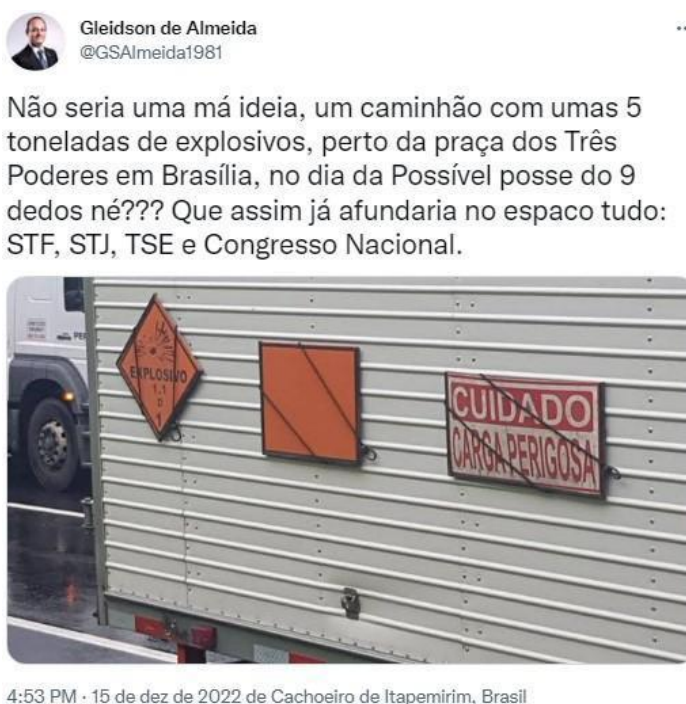 Gleidson de Almeida
@GSAlmeida1981
Não seria uma má ideia, um caminhão com umas 5
toneladas de explosivos, perto da praça dos Três
Poderes em Brasília, no dia da Possível posse do 9
dedos né??? Que assim já afundaria no espaco tudo:
STF, STJ, TSE e Congresso Nacional.
EXPLOSIVO
1.1
D
1
CUIDADO
CARGA PERIGOSA
4:53 PM · 15 de dez de 2022 de Cachoeiro de Itapemirim, Brasil